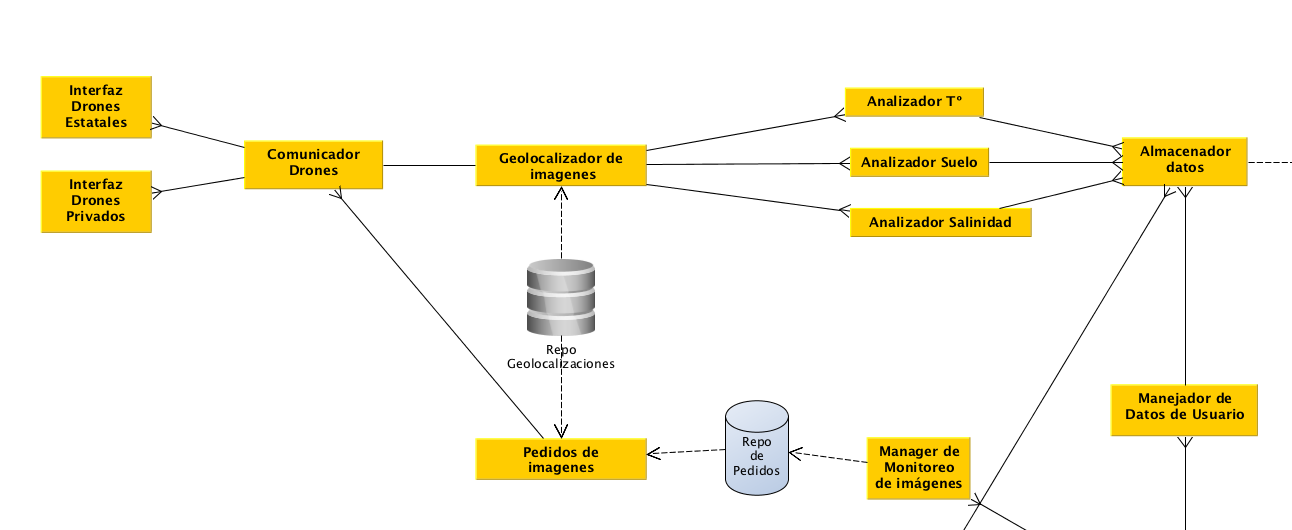 Interfaz
Drones
Estatales
Interfaz
Drones
Privados
Comunicador
Drones
Geolocalizador de
imagenes
Analizador Tº
Analizador Suelo
Analizador Salinidad
Almacenador
datos
Repo
Geolocalizaciones
Pedidos de
imagenes
Repo
de
Pedidos
Manager de
Monitoreo
de imágenes
Manejador de
Datos de Usuario